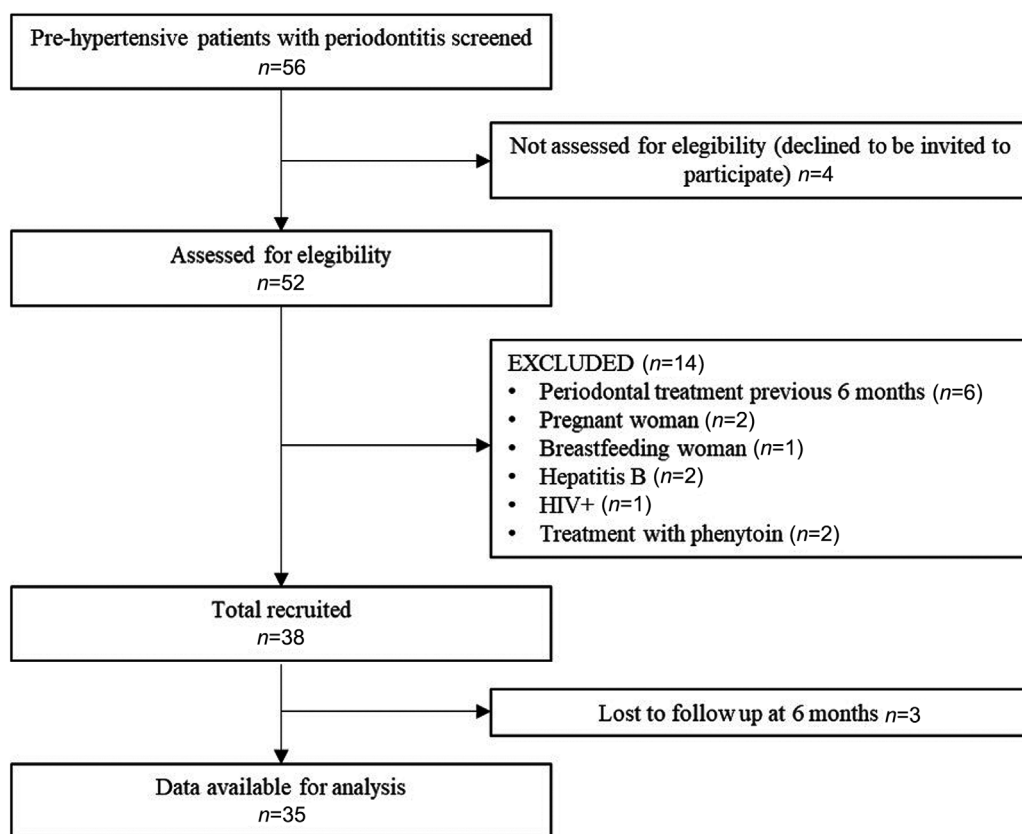 Pre-hypertensive patients with periodontitis screened
n=56
Not assessed for elegibility (declined to be invited to
participate) n=4
Assessed for elegibility
n=52
EXCLUDED (n=14)
• Periodontal treatment previous 6 months (n=6)
• Pregnant woman (n=2)
• Breastfeeding woman (n=1)
• Hepatitis B (n=2)
• HIV+ (n=1)
• Treatment with phenytoin (n=2)
Total recruited
n=38
Lost to follow up at 6 months n=3
Data available for analysis
n=35